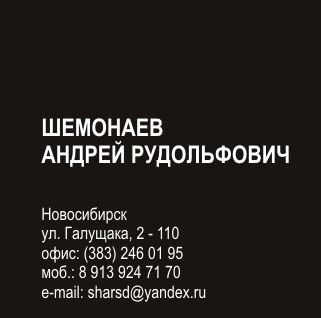 ШЕМОНАЕВ
АНДРЕЙ РУДОЛЬФОВИЧ
Новосибирск
ул. Галущака, 2 - 110
офис: (383) 246 01 95
моб.: 8 913 924 71 70
e-mail: sharsd@yandex.ru